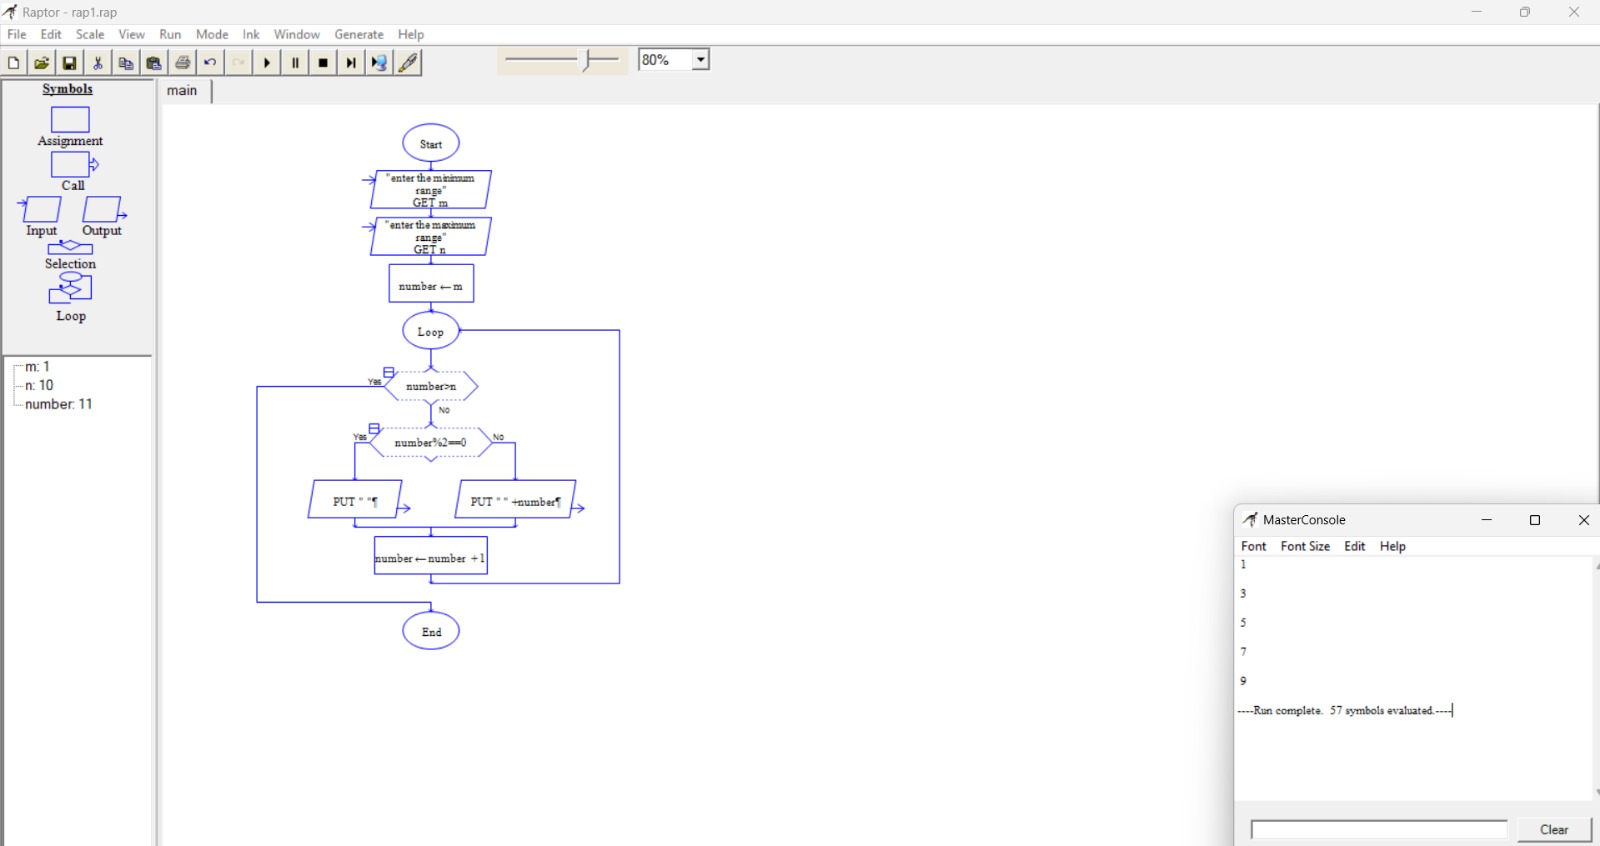 Raptor - rap1.rap
File Edit Scale View Run Mode Ink Window Generate Help
80%
Symbols
Assignment
Call
Input Output
Selection
Loop
m: 1
n: 10
number: 11
main
Start
"enter the minimum
range"
GET m
"enter the maximum
range"
GET n
number ← m
Loop
Yes number>n
No
Yes number%2==0 No
PUT " "¶ PUT " " +number¶
number ← number +1
End
MasterConsole
Font Font Size Edit Help
1
3
5
7
9
----Run complete. 57 symbols evaluated.----
Clear